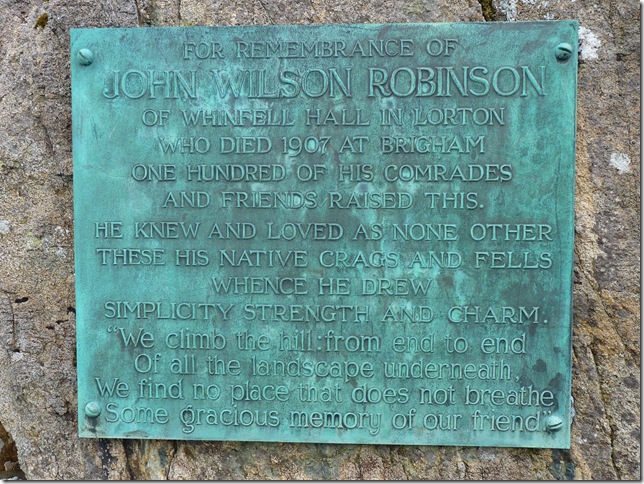 FOR REMEMBRANCE OF
JOHN WILSON ROBINSON
OF WHINFELL HALL IN LORTON
WHO DIED 1907 AT BRIGHAM
ONE HUNDRED OF HIS COMRADES
AND FRIENDS RAISED THIS.
HE KNEW AND LOVED AS NONE OTHER
THESE HIS NATIVE CRAGS AND FELLS
WHENCE HE DREW
SIMPLICITY STRENGTH AND CHARM.
"We climb the hill: from end to end
Of all the landscape underneath,
We find no place that does not breathe
Some gracious memory of our friend"